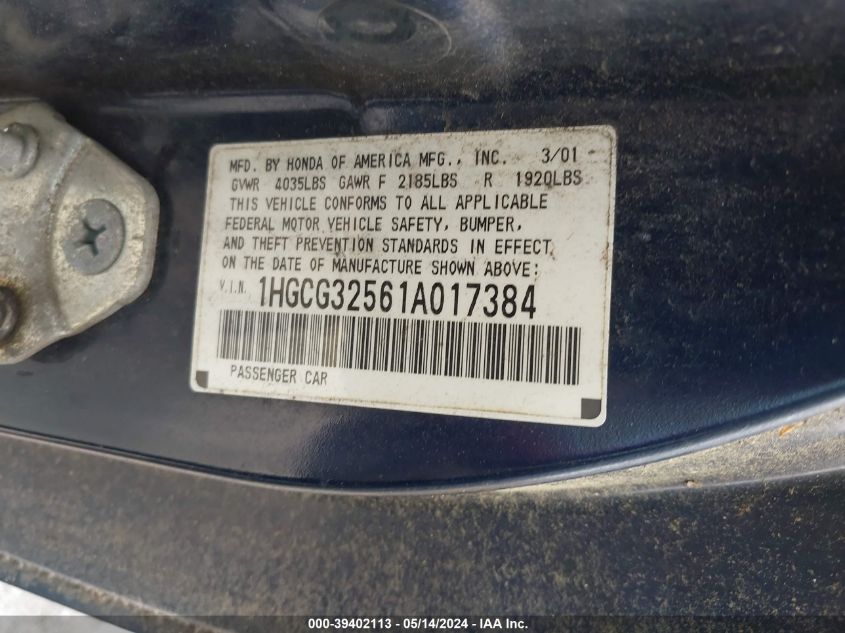 MFD. BY HONDA OF AMERICA MFG., INC. 3/01
GVWR 4035LBS GAWR F 2185LBS R 1920LBS
THIS VEHICLE CONFORMS TO ALL APPLICABLE
FEDERAL MOTOR VEHICLE SAFETY, BUMPER,
AND THEFT PREVENTION STANDARDS IN EFFECT
ON THE DATE OF MANUFACTURE SHOWN ABOVE:
V.I.N. 1HGCG32561A017384
PASSENGER CAR
000-39402113 - 05/14/2024 - IAA Inc.